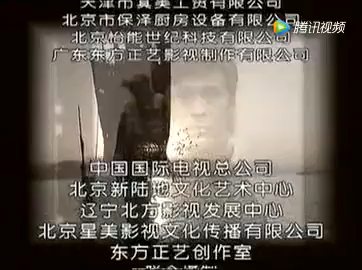 天津市真美工贸有限公司
腾讯视频
北京市保泽厨房设备有限公司
北京怡能世纪科技有限公司
广东东方正艺影视制作有限公司
中国国际电视总公司
北京新陆地文化艺术中心
辽宁北方影视发展中心
北京星美影视文化传播有限公司
东方正艺创作室
联合摄制